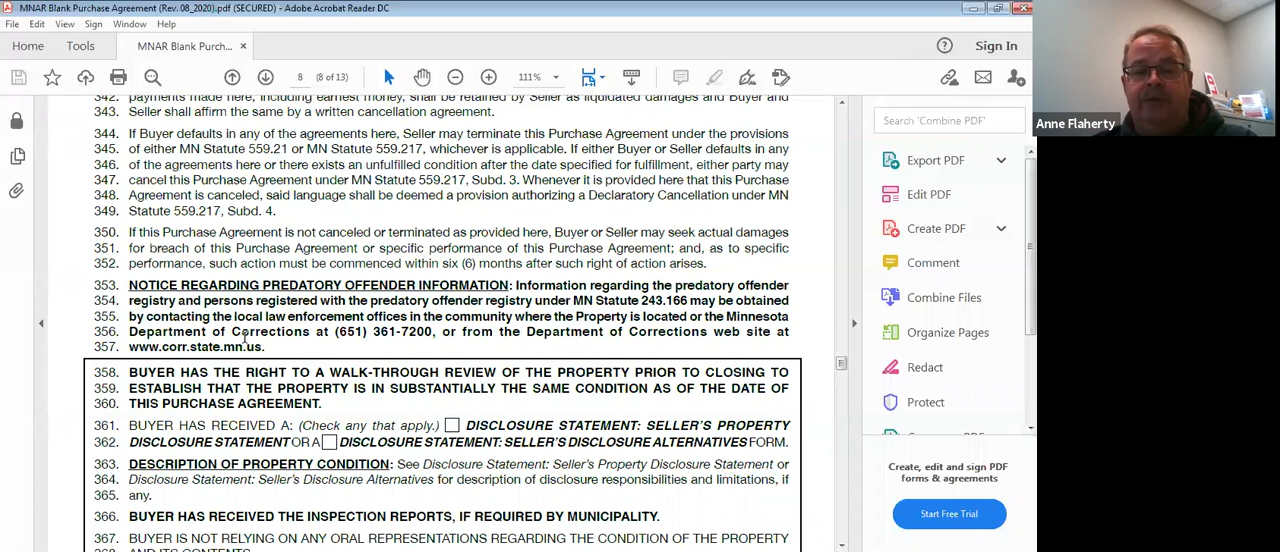 MNAR Blank Purchase Agreement (Rev. 08_2020).pdf (SECURED) - Adobe Acrobat Reader DC
File Edit View Sign Window Help
Home Tools MNAR Blank Purch... × Sign In
8 (8 of 13) 111%
342. payments made here, including earnest money, shall be retained by Seller as liquidated damages and Buyer and
343. Seller shall affirm the same by a written cancellation agreement.
344. If Buyer defaults in any of the agreements here, Seller may terminate this Purchase Agreement under the provisions
345. of either MN Statute 559.21 or MN Statute 559.217, whichever is applicable. If either Buyer or Seller defaults in any
346. of the agreements here or there exists an unfulfilled condition after the date specified for fulfillment, either party may
347. cancel this Purchase Agreement under MN Statute 559.217, Subd. 3. Whenever it is provided here that this Purchase
348. Agreement is canceled, said language shall be deemed a provision authorizing a Declaratory Cancellation under MN
349. Statute 559.217, Subd. 4.
350. If this Purchase Agreement is not canceled or terminated as provided here, Buyer or Seller may seek actual damages
351. for breach of this Purchase Agreement or specific performance of this Purchase Agreement; and, as to specific
352. performance, such action must be commenced within six (6) months after such right of action arises.
353. NOTICE REGARDING PREDATORY OFFENDER INFORMATION: Information regarding the predatory offender
354. registry and persons registered with the predatory offender registry under MN Statute 243.166 may be obtained
355. by contacting the local law enforcement offices in the community where the Property is located or the Minnesota
356. Department of Corrections at (651) 361-7200, or from the Department of Corrections web site at
357. www.corr.state.mn.us.
358. BUYER HAS THE RIGHT TO A WALK-THROUGH REVIEW OF THE PROPERTY PRIOR TO CLOSING TO
359. ESTABLISH THAT THE PROPERTY IS IN SUBSTANTIALLY THE SAME CONDITION AS OF THE DATE OF
360. THIS PURCHASE AGREEMENT.
361. BUYER HAS RECEIVED A: (Check any that apply.) DISCLOSURE STATEMENT: SELLER'S PROPERTY
362. DISCLOSURE STATEMENT OR A DISCLOSURE STATEMENT: SELLER'S DISCLOSURE ALTERNATIVES FORM.
363. DESCRIPTION OF PROPERTY CONDITION: See Disclosure Statement: Seller's Property Disclosure Statement or
364. Disclosure Statement: Seller's Disclosure Alternatives for description of disclosure responsibilities and limitations, if
365. any.
366. BUYER HAS RECEIVED THE INSPECTION REPORTS, IF REQUIRED BY MUNICIPALITY.
367. BUYER IS NOT RELYING ON ANY ORAL REPRESENTATIONS REGARDING THE CONDITION OF THE PROPERTY
368. AND ITS CONTENTS.
Search 'Combine PDF'
Export PDF
Edit PDF
Create PDF
Comment
Combine Files
Organize Pages
Redact
Protect
Create, edit and sign PDF
forms & agreements
Start Free Trial
Anne Flaherty